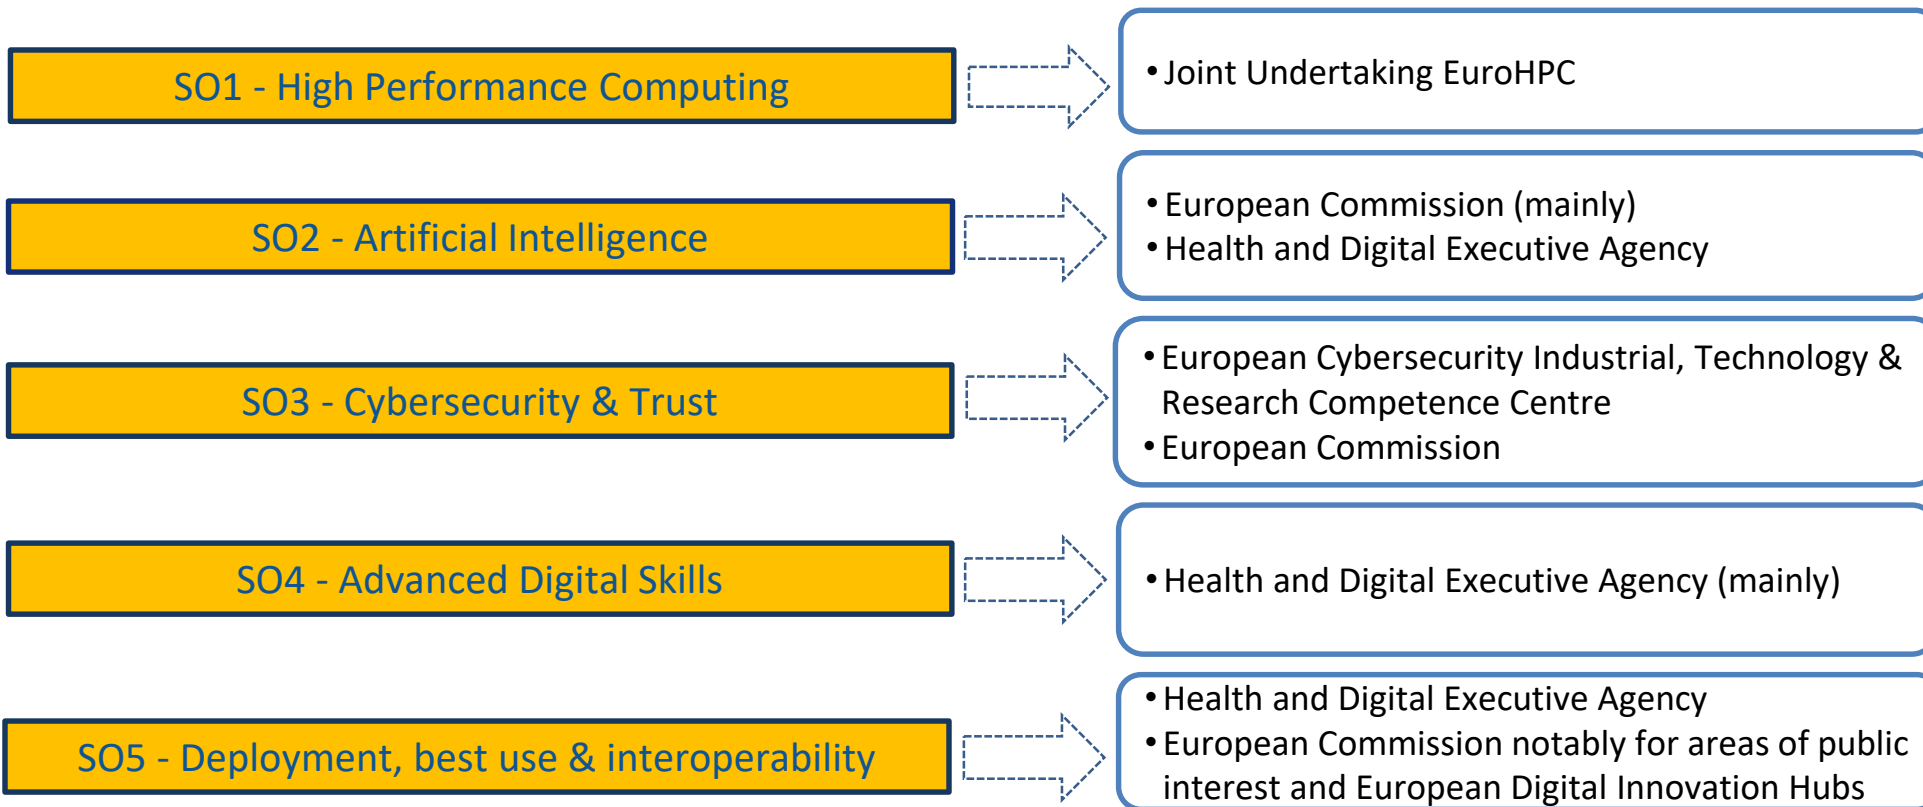 SO1 - High Performance Computing
• Joint Undertaking EuroHPC
SO2 - Artificial Intelligence
• European Commission (mainly)
• Health and Digital Executive Agency
SO3 - Cybersecurity & Trust
• European Cybersecurity Industrial, Technology &
Research Competence Centre
• European Commission
SO4 - Advanced Digital Skills
• Health and Digital Executive Agency (mainly)
SO5 - Deployment, best use & interoperability
• Health and Digital Executive Agency
• European Commission notably for areas of public
interest and European Digital Innovation Hubs